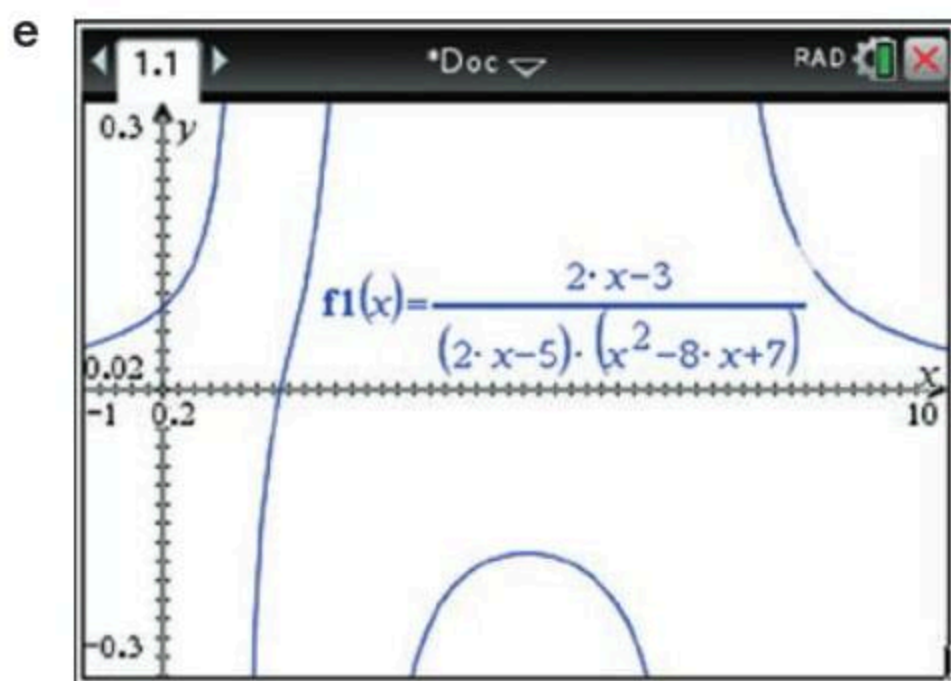 e
1.1 *Doc RAD
0.3 y
f1(x)=(2·x-3)/((2·x-5)·(x²-8·x+7))
0.02 x
-1 0.2 10
-0.3